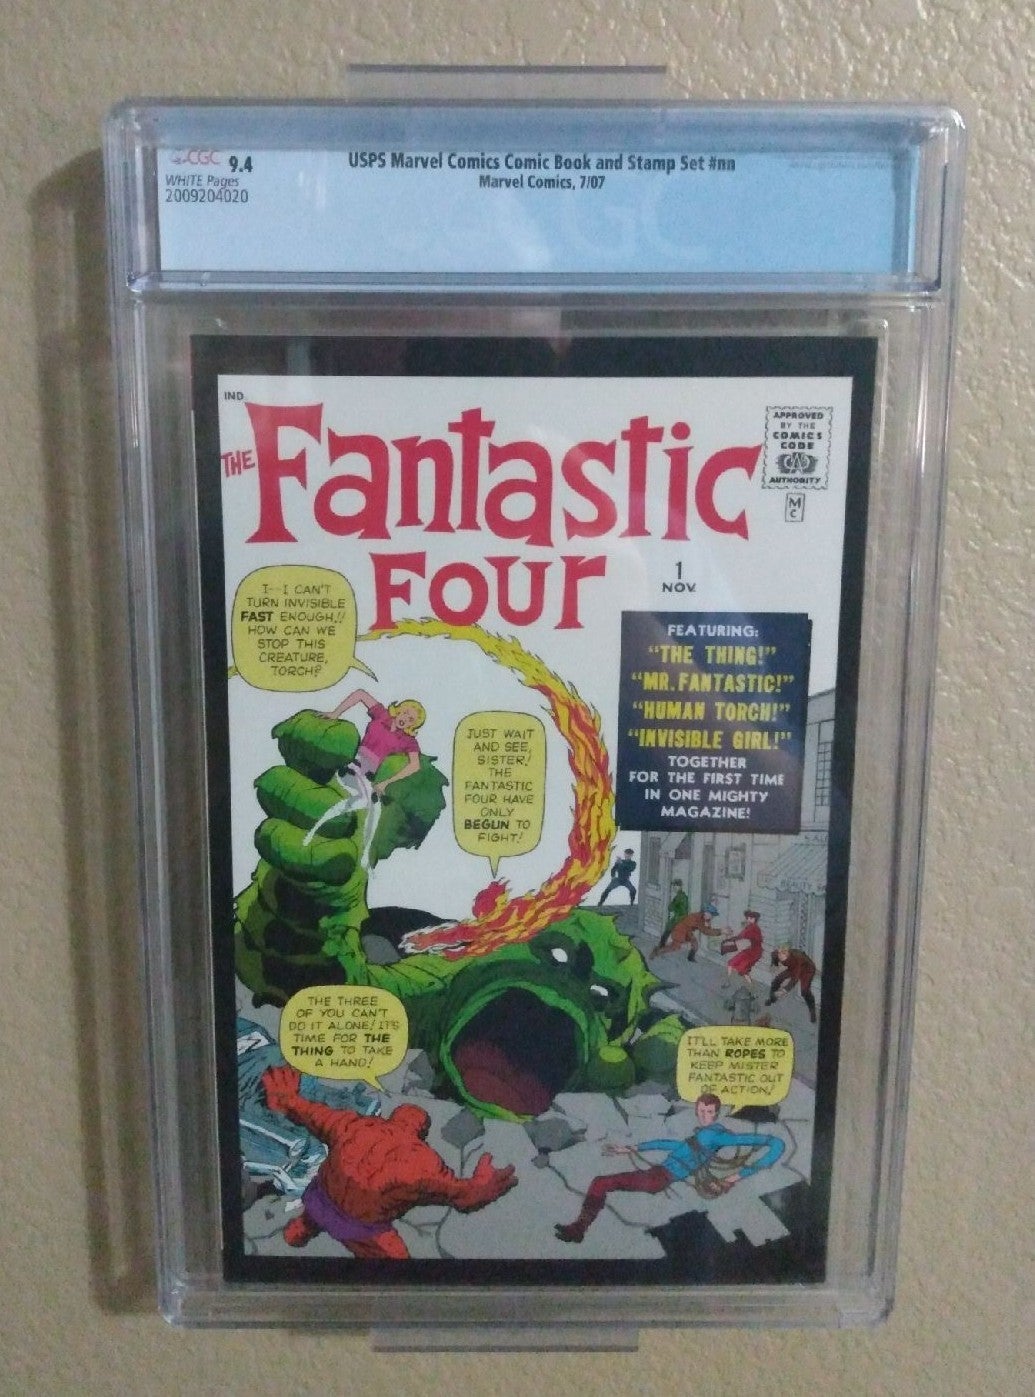 CGC 9.4
WHITE Pages
2009204020
USPS Marvel Comics Comic Book and Stamp Set #nn
Marvel Comics, 7/07
CGC
IND.
THE Fantastic
FOUR
APPROVED
BY THE
COMICS
CODE
AUTHORITY
M
C
1
NOV.
I--I CAN'T
TURN INVISIBLE
FAST ENOUGH!!
HOW CAN WE
STOP THIS
CREATURE,
TORCH?
FEATURING:
"THE THING!"
"MR. FANTASTIC!"
"HUMAN TORCH!"
"INVISIBLE GIRL!"
TOGETHER
FOR THE FIRST TIME
IN ONE MIGHTY
MAGAZINE!
JUST WAIT
AND SEE,
SISTER!
THE
FANTASTIC
FOUR HAVE
ONLY
BEGUN TO
FIGHT!
THE THREE
OF YOU CAN'T
DO IT ALONE! IT'S
TIME FOR THE
THING TO TAKE
A HAND!
IT'LL TAKE MORE
THAN ROPES TO
KEEP MISTER
FANTASTIC OUT
OF ACTION!